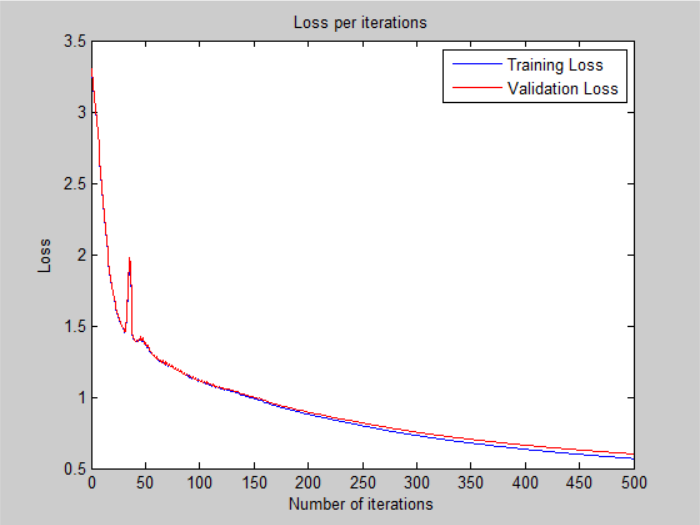 Loss per iterations
Training Loss
Validation Loss
3.5
3
2.5
2
1.5
1
0.5
Loss
0 50 100 150 200 250 300 350 400 450 500
Number of iterations